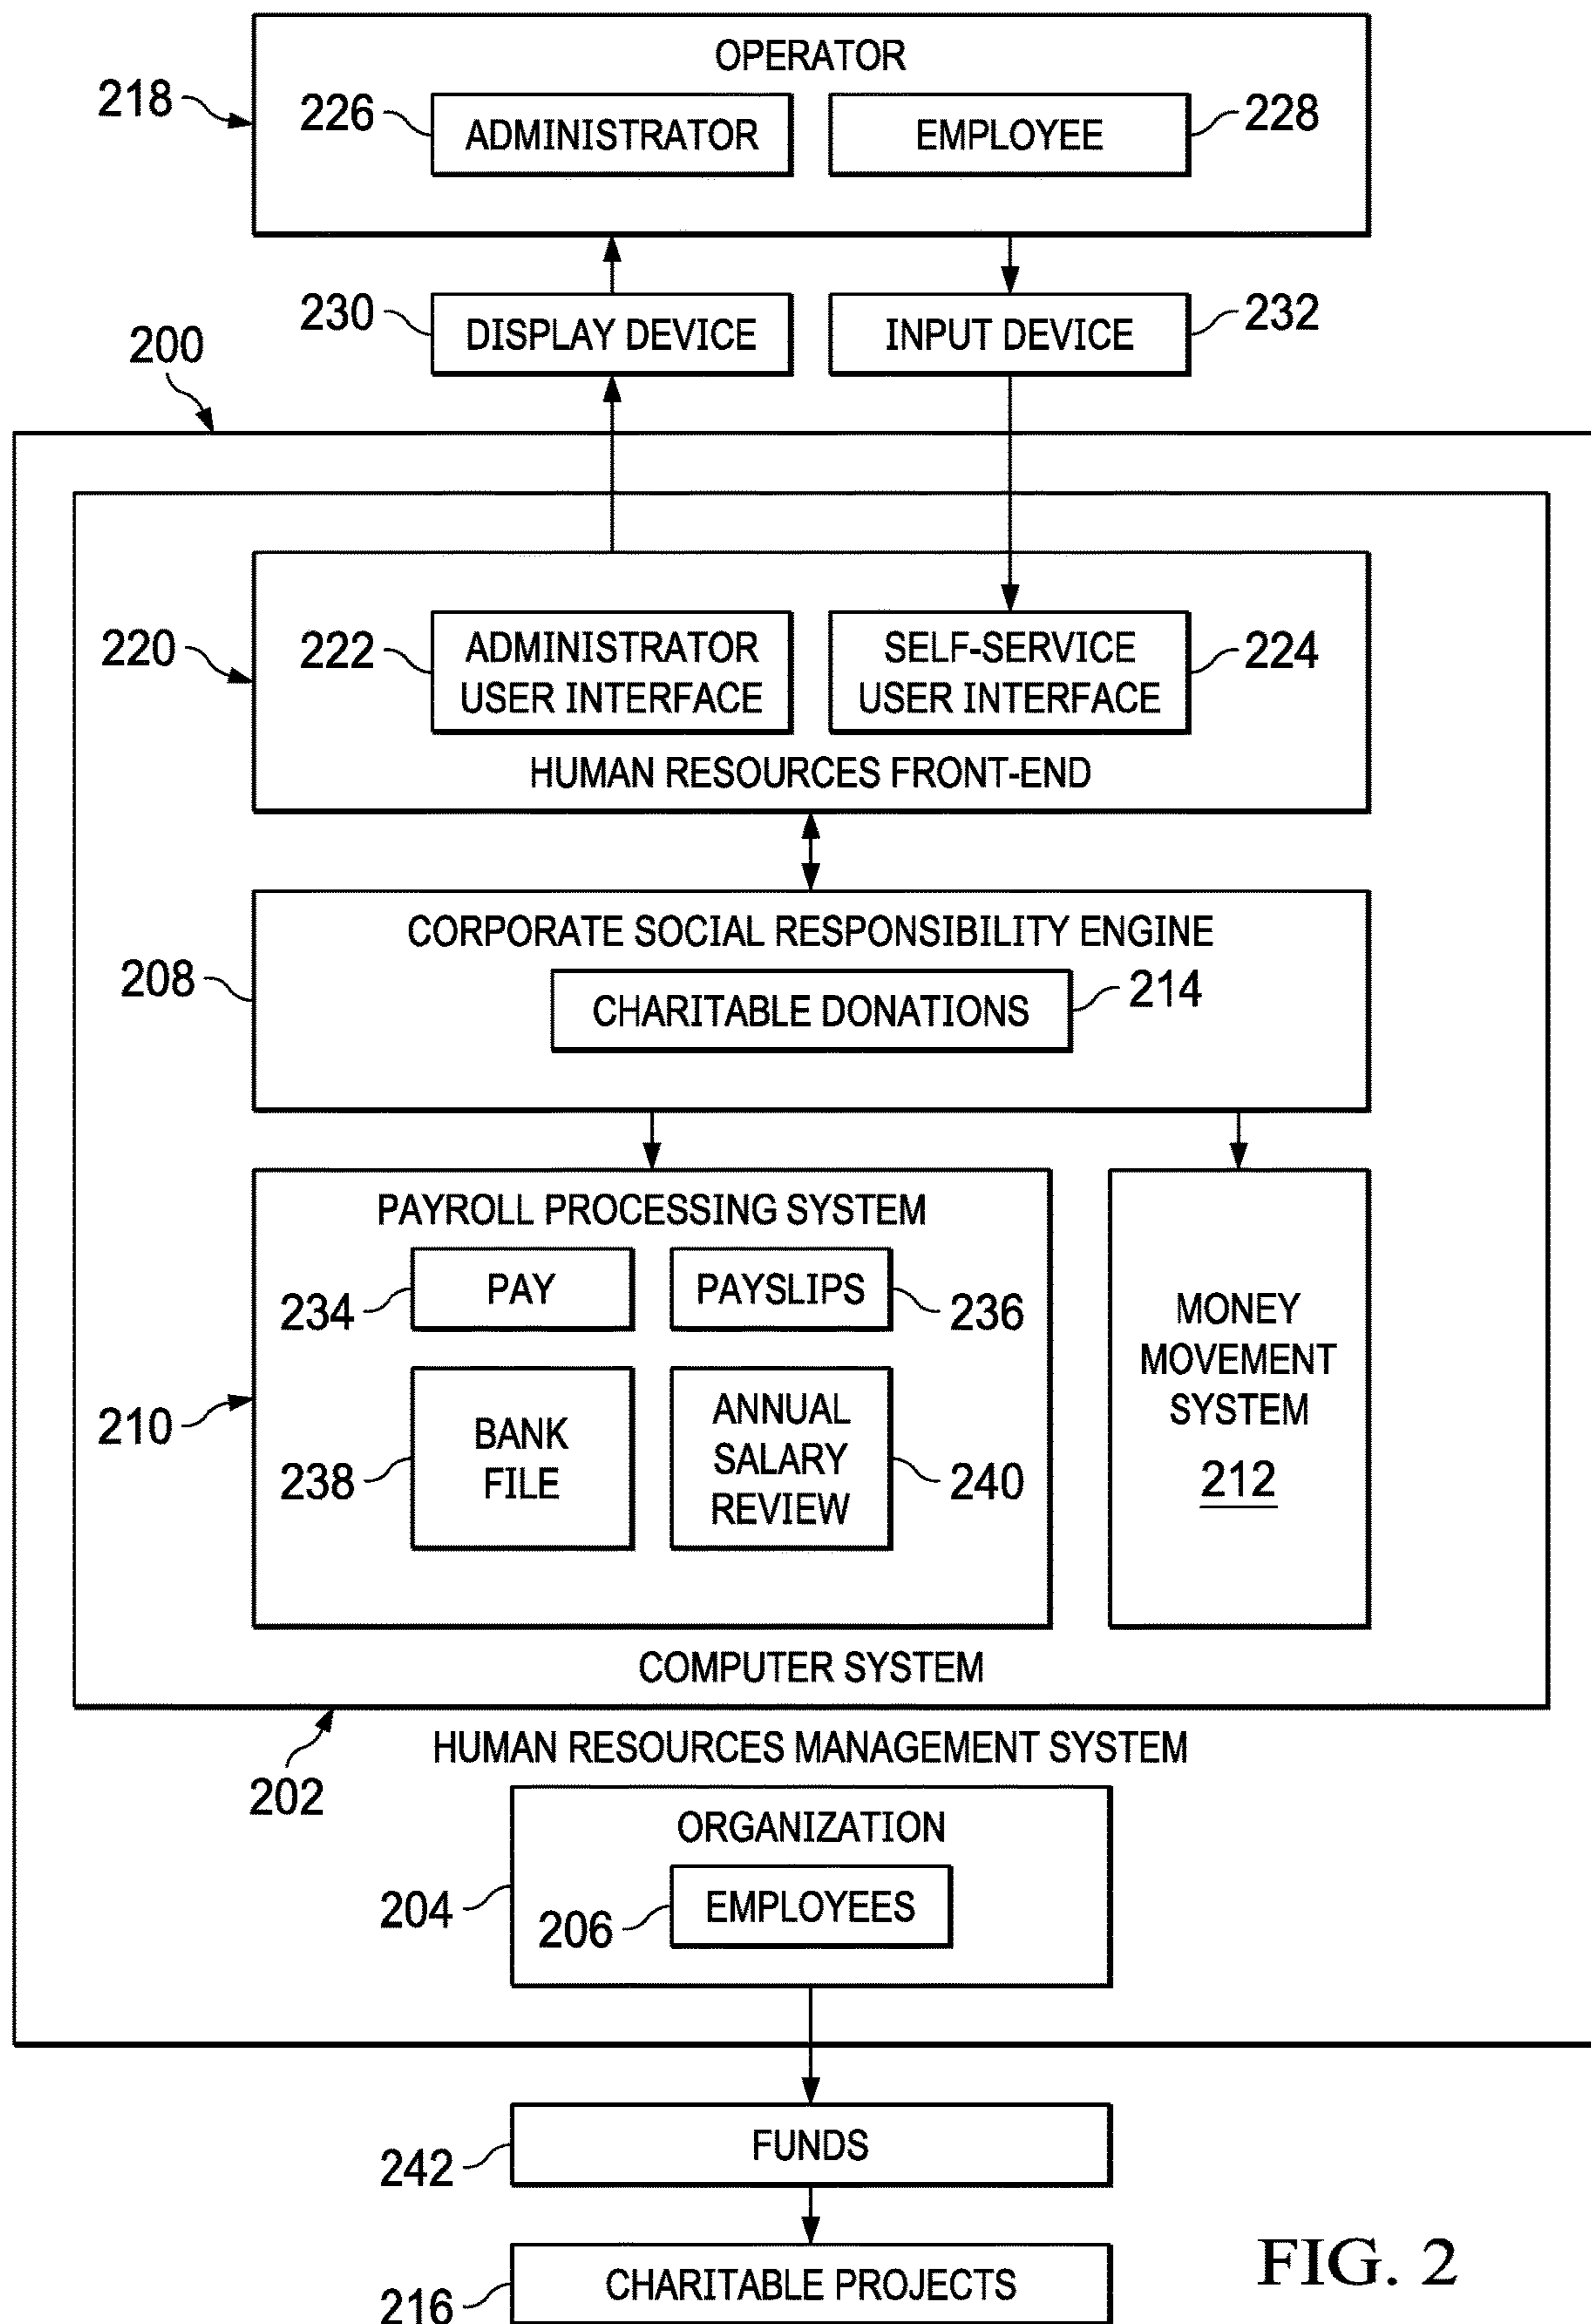 OPERATOR
218
226
ADMINISTRATOR
EMPLOYEE
228
230
DISPLAY DEVICE
INPUT DEVICE
232
200
220
222
ADMINISTRATOR
USER INTERFACE
SELF-SERVICE
USER INTERFACE
224
HUMAN RESOURCES FRONT-END
CORPORATE SOCIAL RESPONSIBILITY ENGINE
208
CHARITABLE DONATIONS
214
PAYROLL PROCESSING SYSTEM
234
PAY
PAYSLIPS
236
210
238
BANK
FILE
ANNUAL
SALARY
REVIEW
240
MONEY
MOVEMENT
SYSTEM
212
COMPUTER SYSTEM
202
HUMAN RESOURCES MANAGEMENT SYSTEM
ORGANIZATION
204
206
EMPLOYEES
242
FUNDS
216
CHARITABLE PROJECTS
FIG. 2